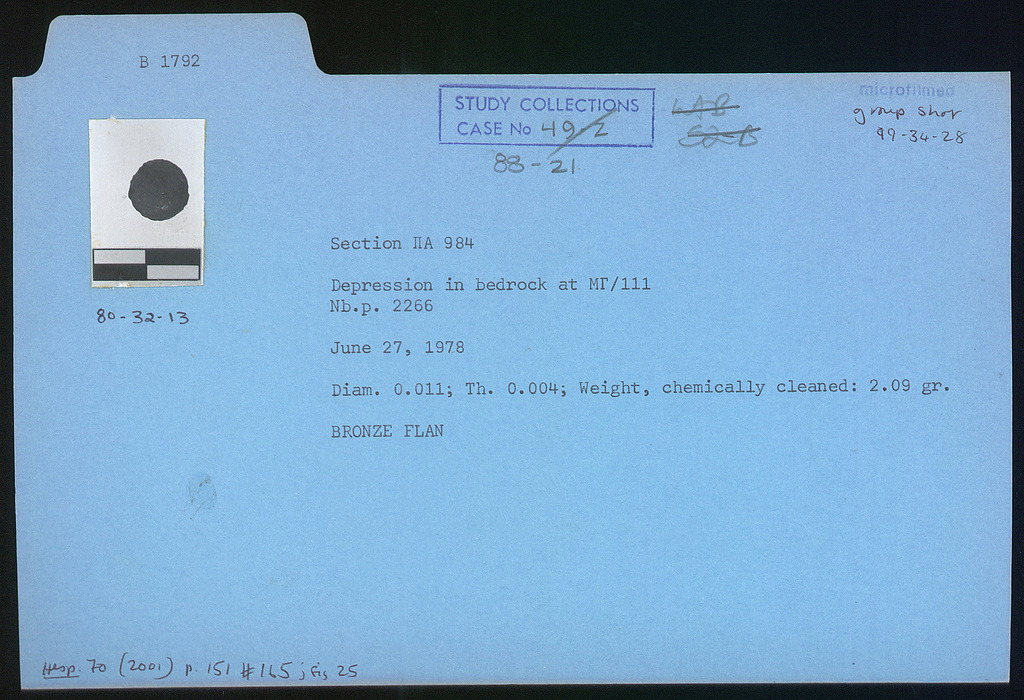 B 1792
STUDY COLLECTIONS
CASE No 49-2
88-21
LAB
microfilmed
group shot
99-34-28
80-32-13
Section ΠΑ 984
Depression in bedrock at ΜΓ/111
Nb.p. 2266
June 27, 1978
Diam. 0.011; Th. 0.004; Weight, chemically cleaned: 2.09 gr.
BRONZE FLAN
Hesp. 70 (2001) p. 151 #165; Fig 25